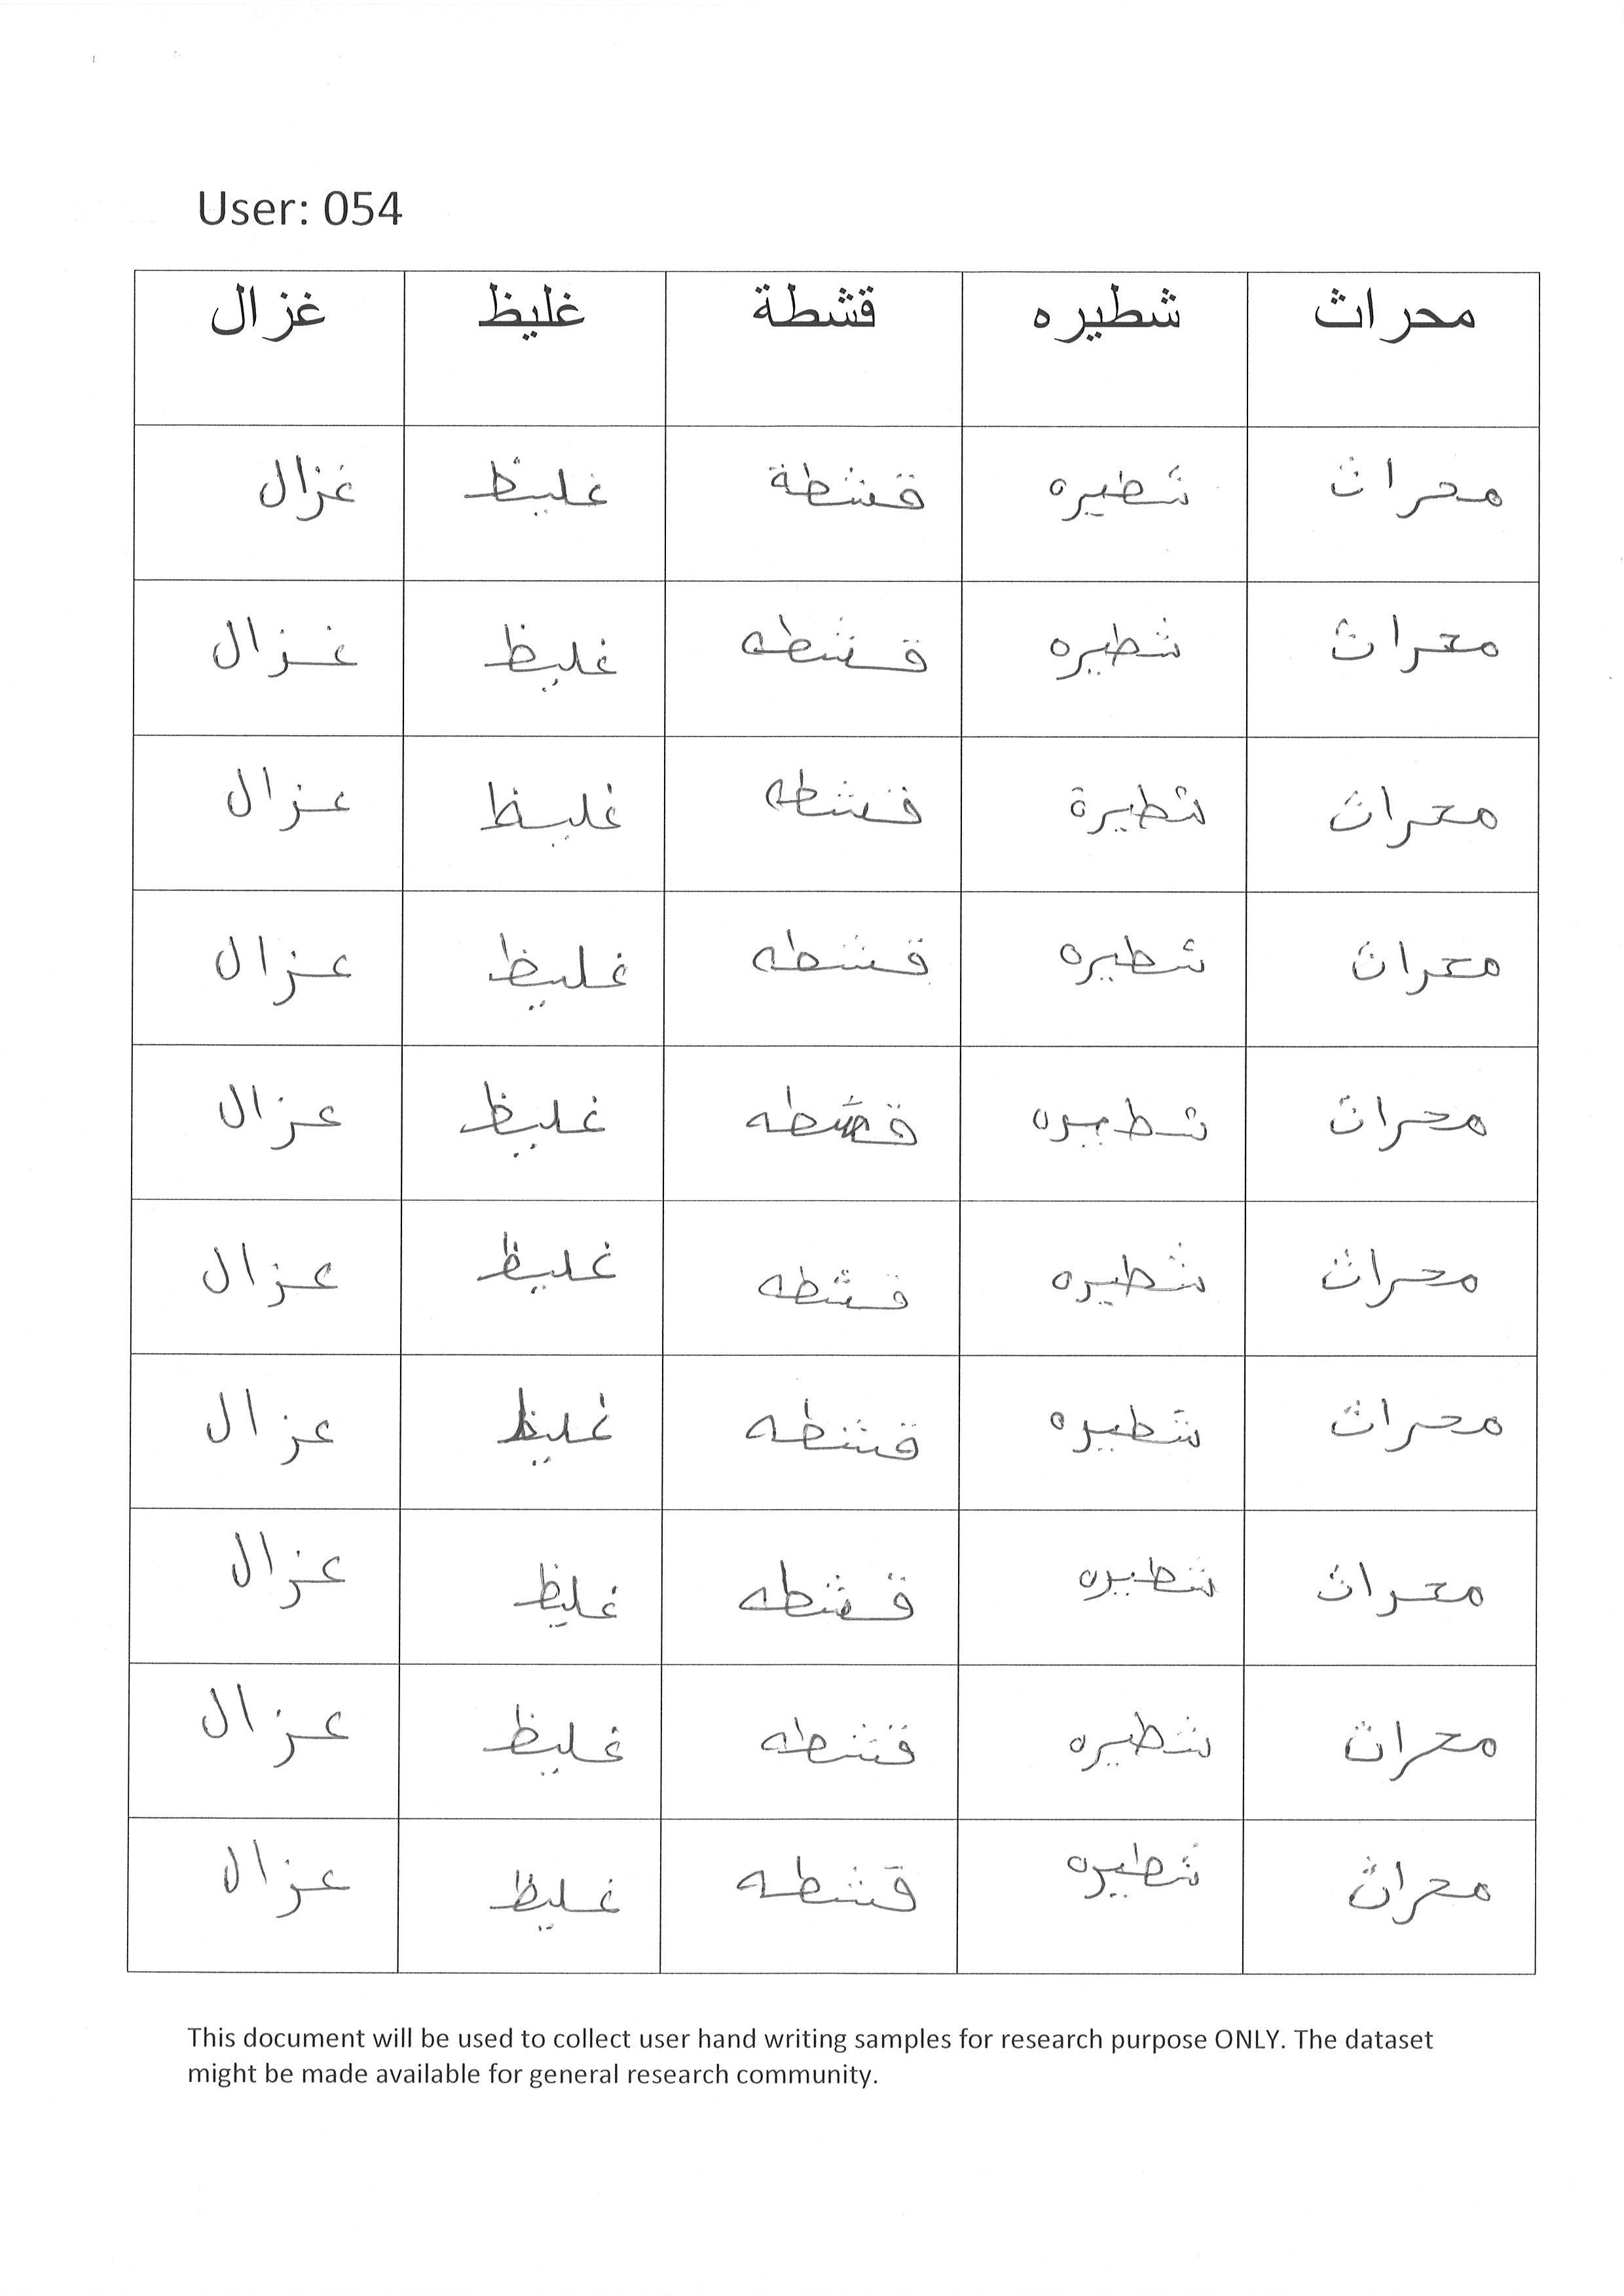 User: 054
محراث شطيره قشطة غليظ غزال
محراث شطيره قشطة غليظ غزال
محراث شطيره قشطه غليظ غزال
محراث شطيرة قشطه غليظ عزال
محراث شطيره قشطه غليظ عزال
محراث شطيره قشطه غليظ عزال
محراث شطيره قشطه غليظ عزال
محراث شطيره قشطه غليظ عزال
محراث شطيره قشطه غليظ عزال
محراث شطيره قشطه غليظ عزال
محراث شطيره قشطه غليظ عزال
This document will be used to collect user hand writing samples for research purpose ONLY. The dataset
might be made available for general research community.